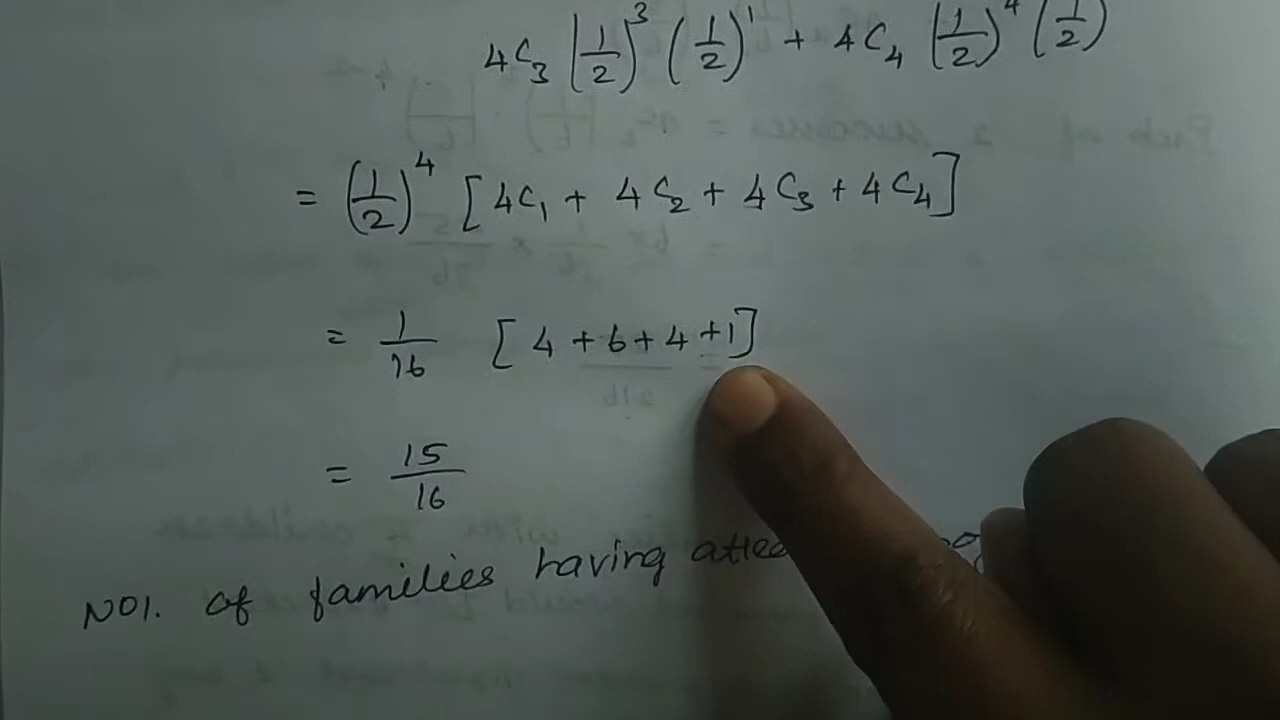 4C₃ (1/2)³ (1/2)¹ + 4C₄ (1/2)⁴ (1/2)
= (1/2)⁴ [4C₁ + 4C₂ + 4C₃ + 4C₄]
= 1/16 [4 + 6 + 4 + 1]
= 15/16
NO1. of families having